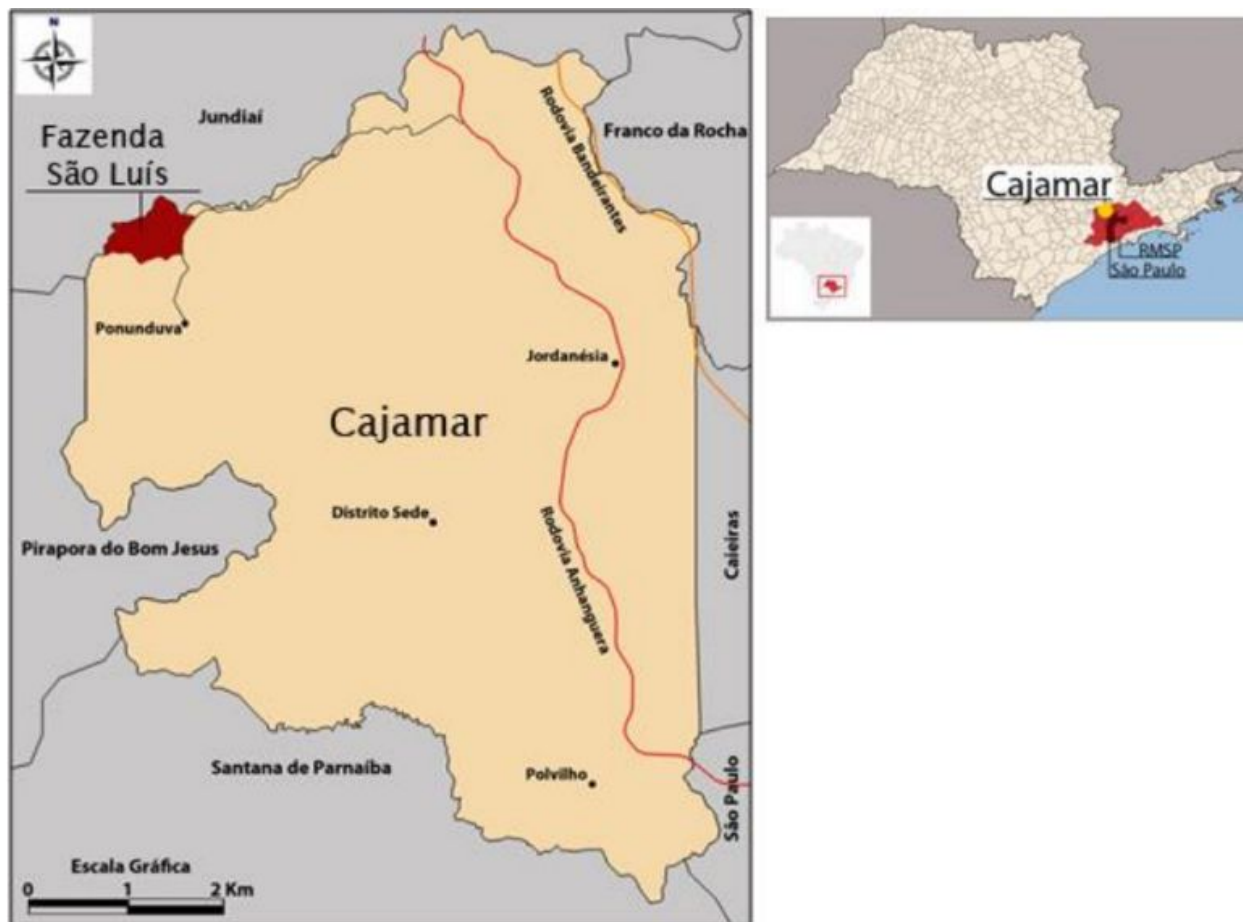 N
Jundiaí
Fazenda
São Luís
Rodovia Bandeirantes
Franco da Rocha
Ponunduva
Jordanésia
Cajamar
Distrito Sede
Pirapora do Bom Jesus
Rodovia Anhanguera
Caieiras
Santana de Parnaíba
Polvilho
São Paulo
Escala Gráfica
0 1 2 Km
Cajamar
RMSP
São Paulo